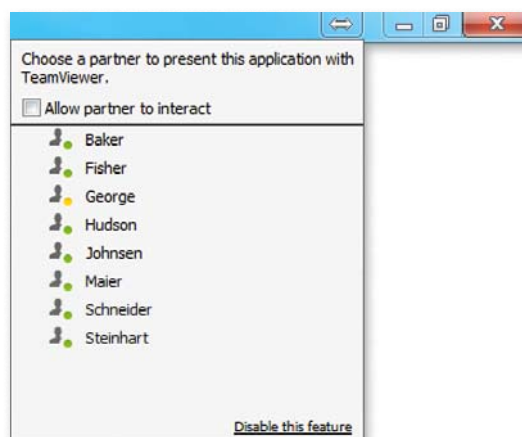 Choose a partner to present this application with
TeamViewer.
Allow partner to interact
Baker
Fisher
George
Hudson
Johnsen
Maier
Schneider
Steinhart
Disable this feature